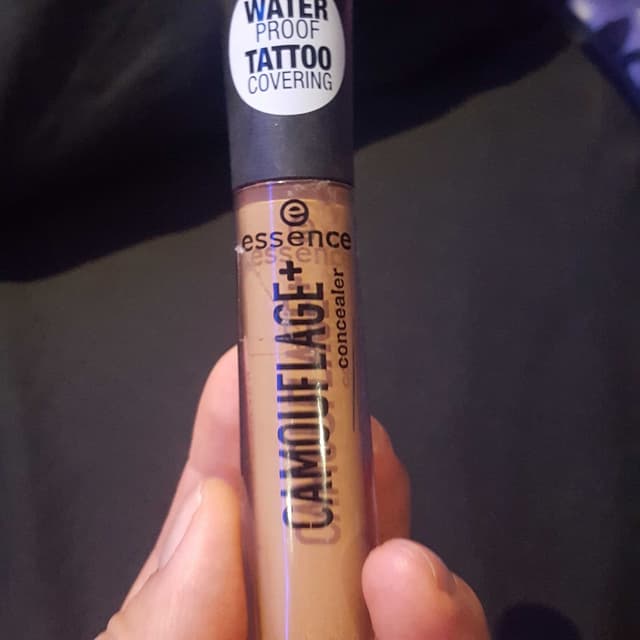 WATER
PROOF
TATTOO
COVERING
e
essence
CAMOUFLAGE+
concealer